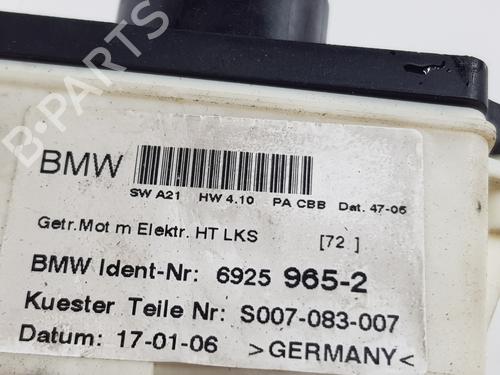 B-PARTS
BMW
SW A21 HW 4.10 PA CBB Dat. 47-05
Getr.Mot m Elektr. HT LKS [72 ]
BMW Ident-Nr: 6925 965-2
Kuester Teile Nr: S007-083-007
Datum: 17-01-06 >GERMANY<